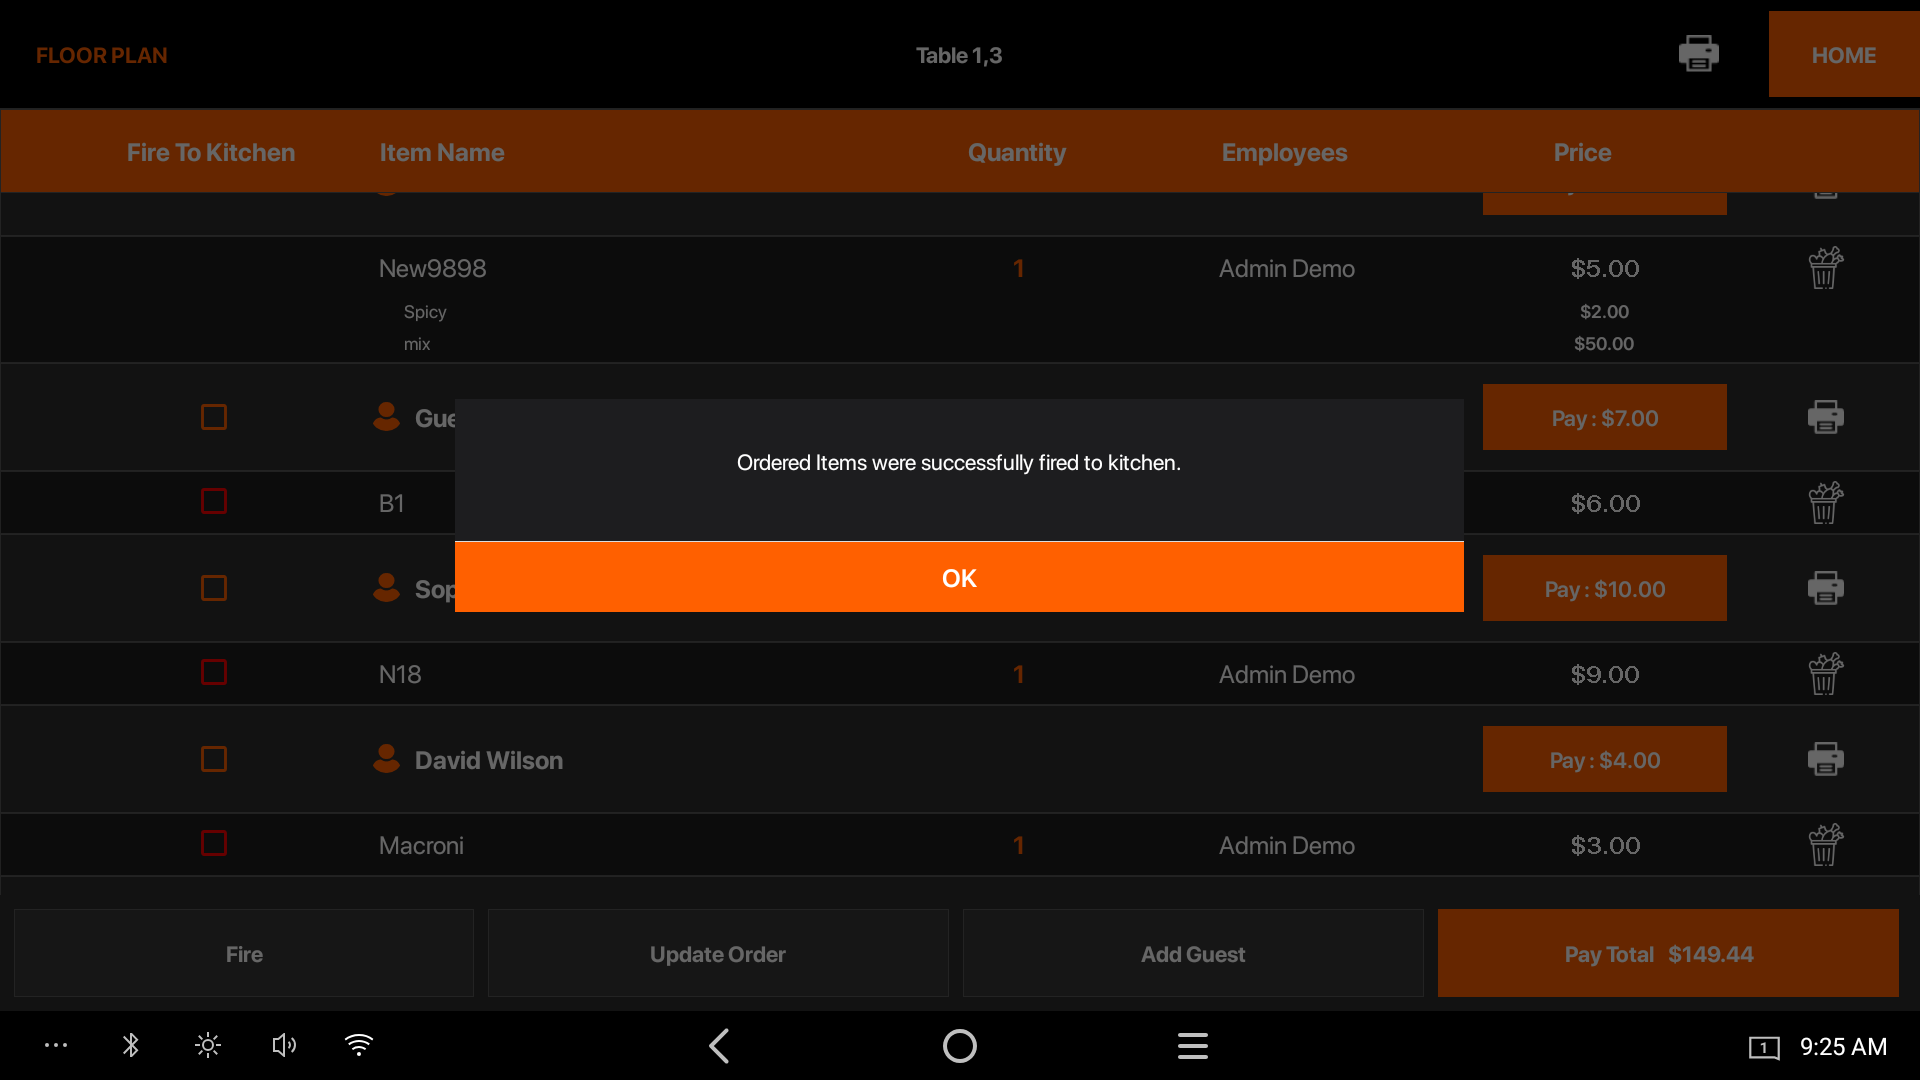 FLOOR PLAN
Table 1,3
HOME
Fire To Kitchen Item Name Quantity Employees Price
New9898 1 Admin Demo $5.00
Spicy $2.00
mix $50.00
Gue Pay : $7.00
B1 $6.00
Sop Pay : $10.00
N18 1 Admin Demo $9.00
David Wilson Pay : $4.00
Macroni 1 Admin Demo $3.00
Ordered Items were successfully fired to kitchen.
OK
Fire Update Order Add Guest Pay Total $149.44
1 9:25 AM